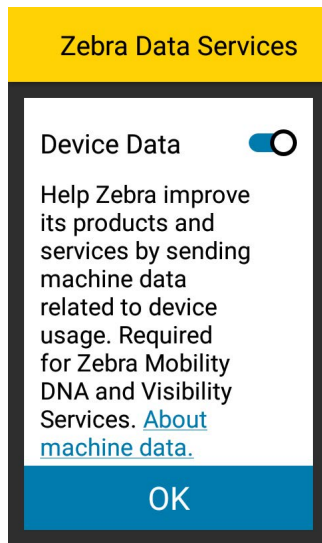 Zebra Data Services
Device Data
Help Zebra improve
its products and
services by sending
machine data
related to device
usage. Required
for Zebra Mobility
DNA and Visibility
Services. About
machine data.
OK